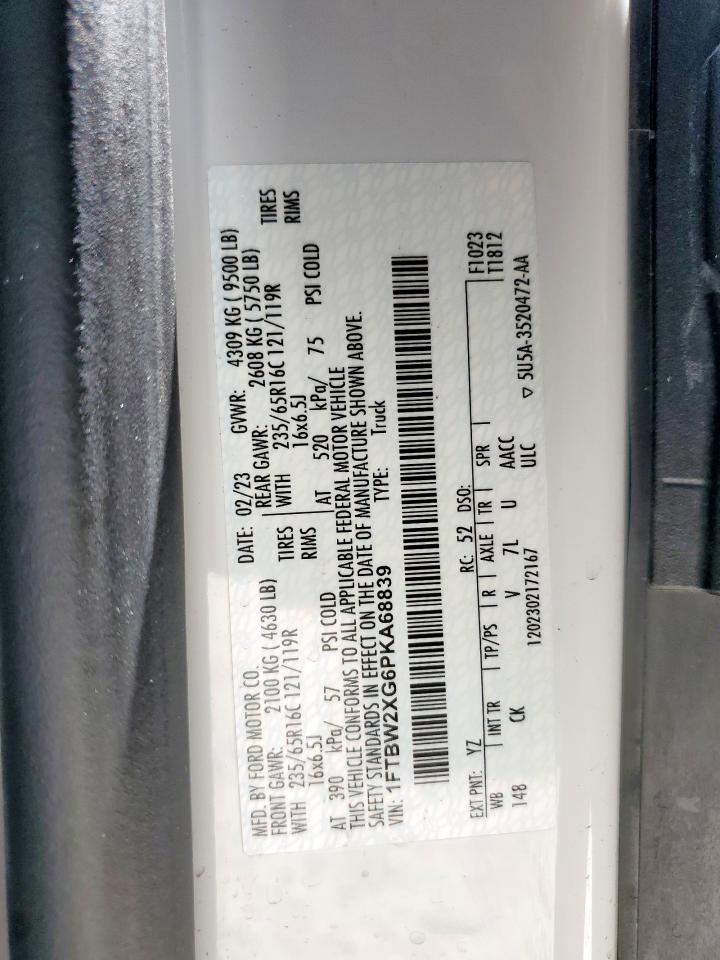 MFD. BY FORD MOTOR CO.
DATE: 02/23 GVWR: 4309 KG ( 9500 LB)
FRONT GAWR: 2100 KG ( 4630 LB) REAR GAWR: 2608 KG ( 5750 LB)
WITH 235/65R16C 121/119R TIRES WITH 235/65R16C 121/119R TIRES
16x6.5J RIMS 16x6.5J RIMS
AT 390 kPa/ 57 PSI COLD AT 520 kPa/ 75 PSI COLD
THIS VEHICLE CONFORMS TO ALL APPLICABLE FEDERAL MOTOR VEHICLE
SAFETY STANDARDS IN EFFECT ON THE DATE OF MANUFACTURE SHOWN ABOVE.
VIN: 1FTBW2XG6PKA68839 TYPE: Truck
EXT PNT: YZ RC: 52 DSO: F1023
WB INT TR TP/PS R AXLE TR SPR T1812
148 CK V 7L U AACC
1202302172167 ULC ▽ 5U5A-3520472-AA